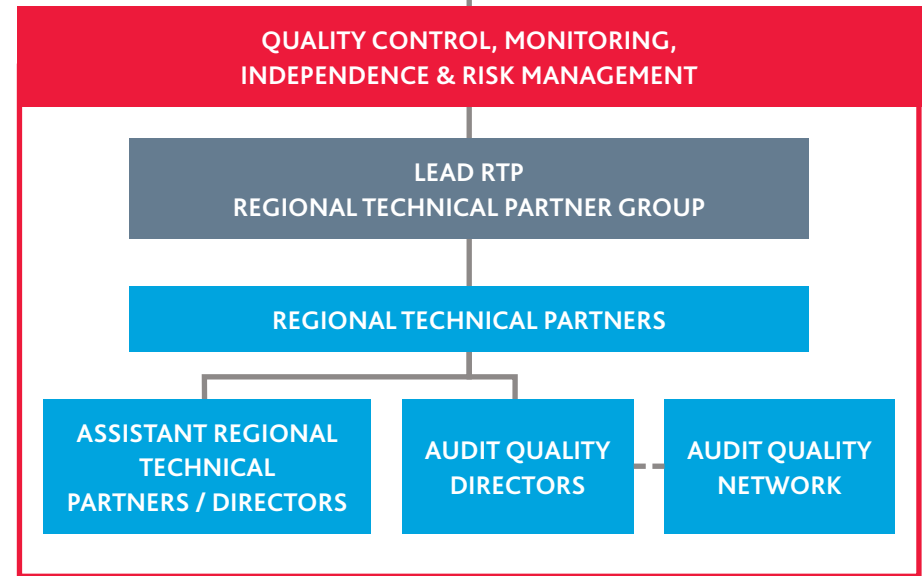 QUALITY CONTROL, MONITORING,
INDEPENDENCE & RISK MANAGEMENT
LEAD RTP
REGIONAL TECHNICAL PARTNER GROUP
REGIONAL TECHNICAL PARTNERS
ASSISTANT REGIONAL
TECHNICAL
PARTNERS / DIRECTORS
AUDIT QUALITY
DIRECTORS
AUDIT QUALITY
NETWORK